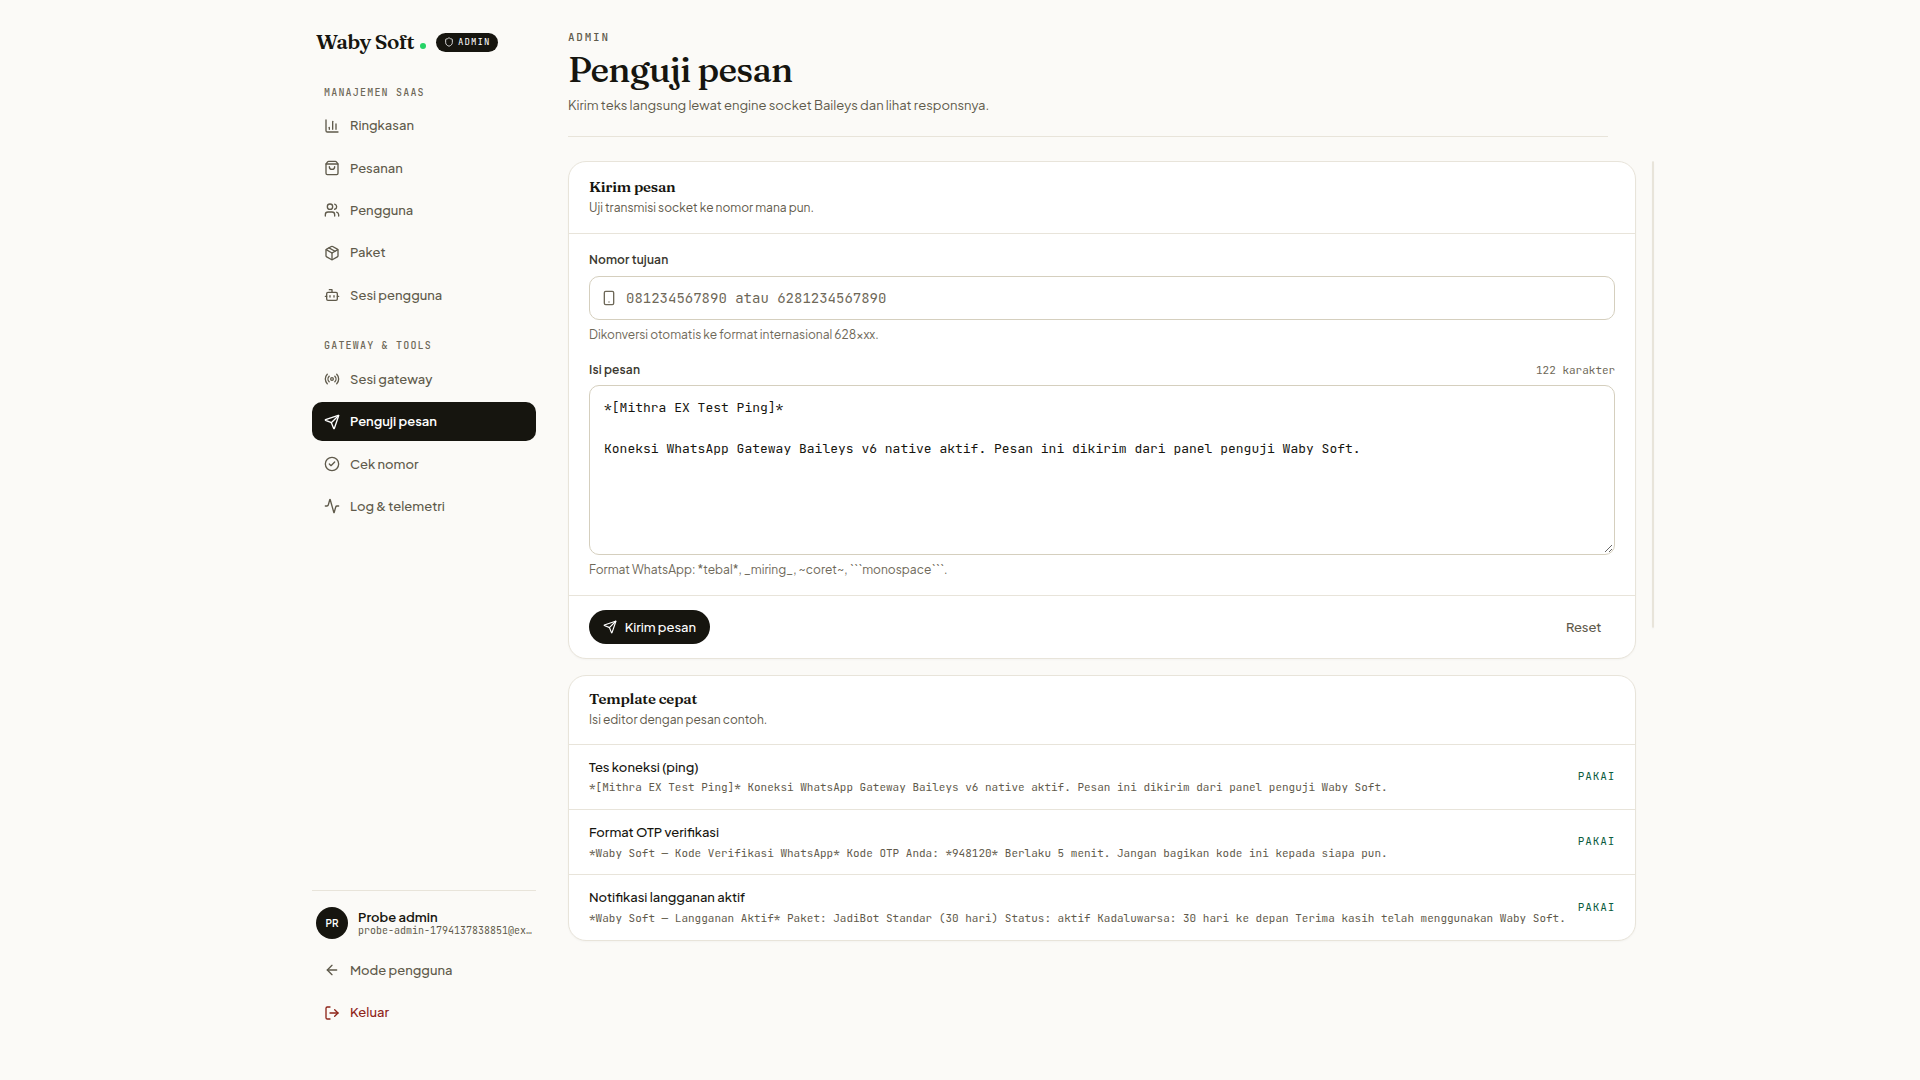 Waby Soft
ADMIN
MANAJEMEN SAAS
Ringkasan
Pesanan
Pengguna
Paket
Sesi pengguna
GATEWAY & TOOLS
Sesi gateway
Penguji pesan
Cek nomor
Log & telemetri
PR
Probe admin
probe-admin-1794137838851@ex…
Mode pengguna
Keluar
ADMIN
Penguji pesan
Kirim teks langsung lewat engine socket Baileys dan lihat responsnya.
Kirim pesan
Uji transmisi socket ke nomor mana pun.
Nomor tujuan
081234567890 atau 6281234567890
Dikonversi otomatis ke format internasional 628×xx.
Isi pesan
122 karakter
*[Mithra EX Test Ping]*
Koneksi WhatsApp Gateway Baileys v6 native aktif. Pesan ini dikirim dari panel penguji Waby Soft.
Format WhatsApp: *tebal*, _miring_, ~coret~, ```monospace```.
Kirim pesan
Reset
Template cepat
Isi editor dengan pesan contoh.
Tes koneksi (ping)
*[Mithra EX Test Ping]* Koneksi WhatsApp Gateway Baileys v6 native aktif. Pesan ini dikirim dari panel penguji Waby Soft.
PAKAI
Format OTP verifikasi
*Waby Soft — Kode Verifikasi WhatsApp* Kode OTP Anda: *948120* Berlaku 5 menit. Jangan bagikan kode ini kepada siapa pun.
PAKAI
Notifikasi langganan aktif
*Waby Soft — Langganan Aktif* Paket: JadiBot Standar (30 hari) Status: aktif Kadaluwarsa: 30 hari ke depan Terima kasih telah menggunakan Waby Soft.
PAKAI